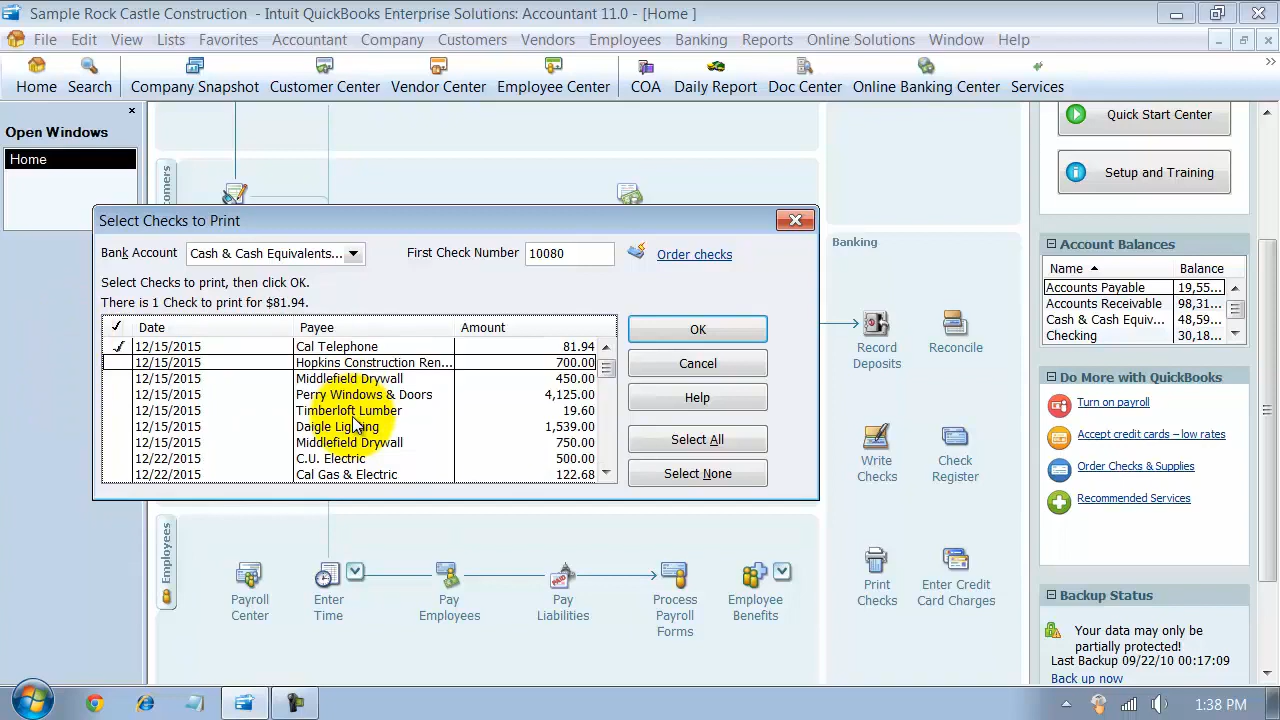 Sample Rock Castle Construction - Intuit QuickBooks Enterprise Solutions: Accountant 11.0 - [Home ]
File Edit View Lists Favorites Accountant Company Customers Vendors Employees Banking Reports Online Solutions Window Help
Home Search Company Snapshot Customer Center Vendor Center Employee Center COA Daily Report Doc Center Online Banking Center Services
Open Windows
Home
Quick Start Center
Setup and Training
Select Checks to Print
Bank Account Cash & Cash Equivalents... First Check Number 10080 Order checks
Select Checks to print, then click OK.
There is 1 Check to print for $81.94.
Date Payee Amount
12/15/2015 Cal Telephone 81.94
12/15/2015 Hopkins Construction Ren... 700.00
12/15/2015 Middlefield Drywall 450.00
12/15/2015 Perry Windows & Doors 4,125.00
12/15/2015 Timberloft Lumber 19.60
12/15/2015 Daigle Lighting 1,539.00
12/15/2015 Middlefield Drywall 750.00
12/22/2015 C.U. Electric 500.00
12/22/2015 Cal Gas & Electric 122.68
OK
Cancel
Help
Select All
Select None
Banking
Record Deposits
Reconcile
Write Checks
Check Register
Print Checks
Enter Credit Card Charges
Account Balances
Name Balance
Accounts Payable 19,55...
Accounts Receivable 98,31...
Cash & Cash Equiv... 48,59...
Checking 30,18...
Do More with QuickBooks
Turn on payroll
Accept credit cards – low rates
Order Checks & Supplies
Recommended Services
Backup Status
Your data may only be
partially protected!
Last Backup 09/22/10 00:17:09
Back up now
Employees
Payroll Center
Enter Time
Pay Employees
Pay Liabilities
Process Payroll Forms
Employee Benefits
1:38 PM